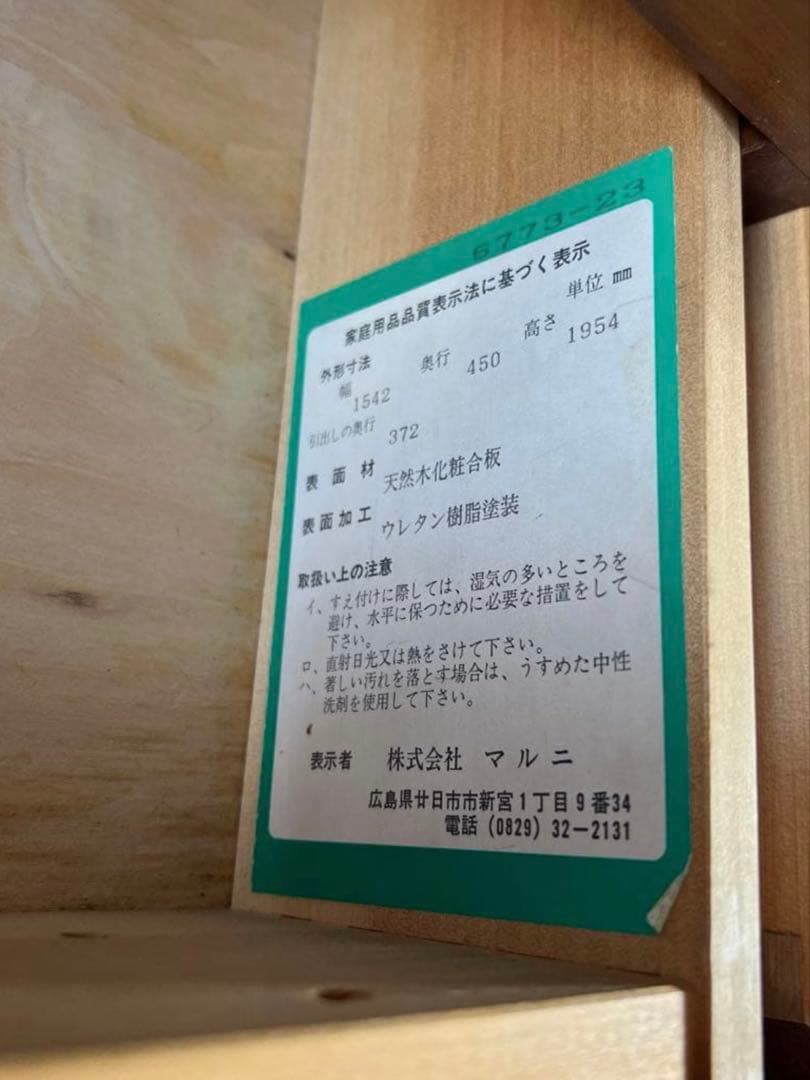 6773-23
家庭用品品質表示法に基づく表示
単位 mm
外形寸法
幅 1542 奥行 450 高さ 1954
引出しの奥行 372
表面材 天然木化粧合板
表面加工 ウレタン樹脂塗装
取扱い上の注意
イ、すえ付けに際しては、湿気の多いところを
避け、水平に保つために必要な措置をして
下さい。
ロ、直射日光又は熱をさけて下さい。
ハ、著しい汚れを落とす場合は、うすめた中性
洗剤を使用して下さい。
表示者 株式会社 マルニ
広島県廿日市市新宮1丁目9番34
電話 (0829) 32-2131